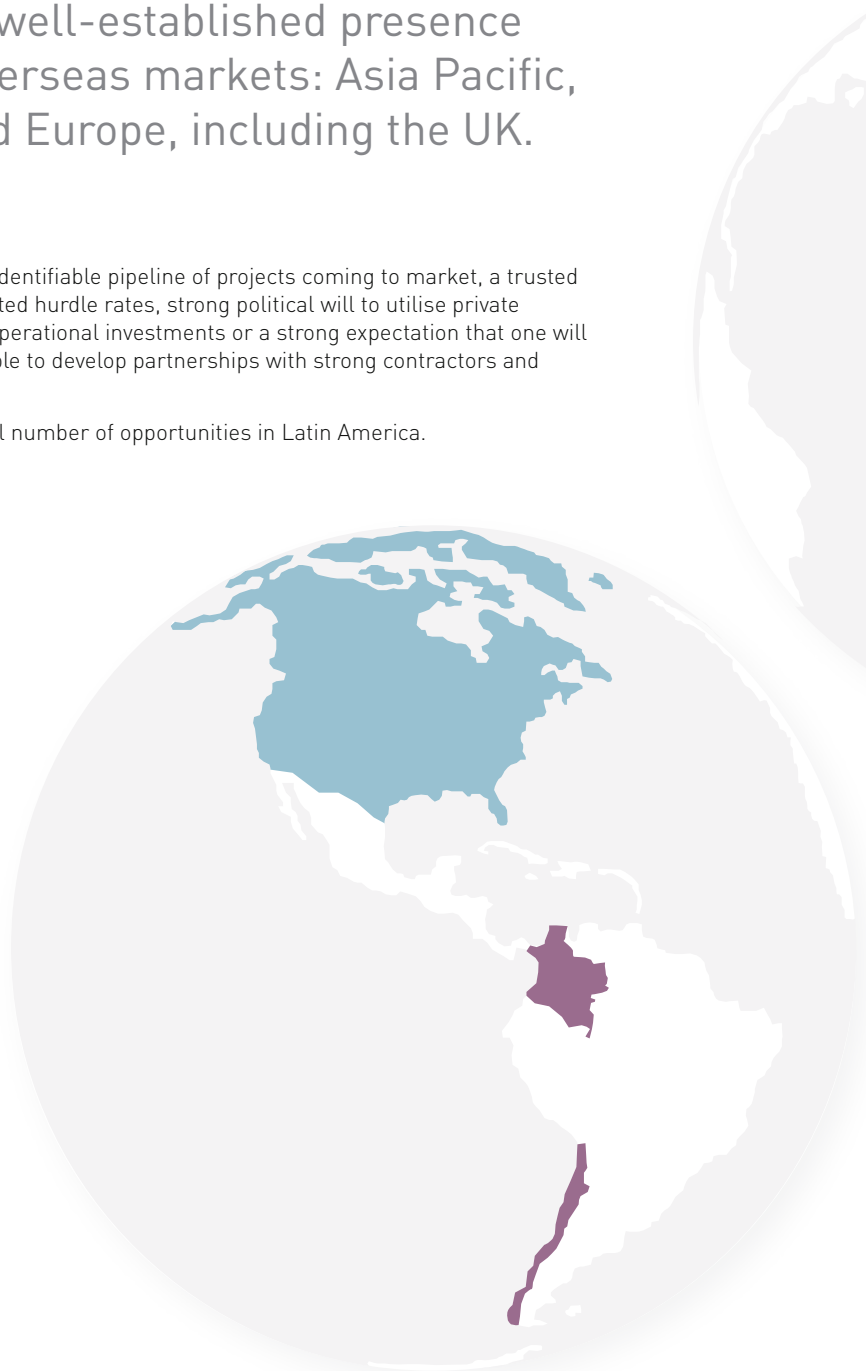 well-established presence
erseas markets: Asia Pacific,
d Europe, including the UK.
dentifiable pipeline of projects coming to market, a trusted
ted hurdle rates, strong political will to utilise private
perational investments or a strong expectation that one will
ple to develop partnerships with strong contractors and
l number of opportunities in Latin America.